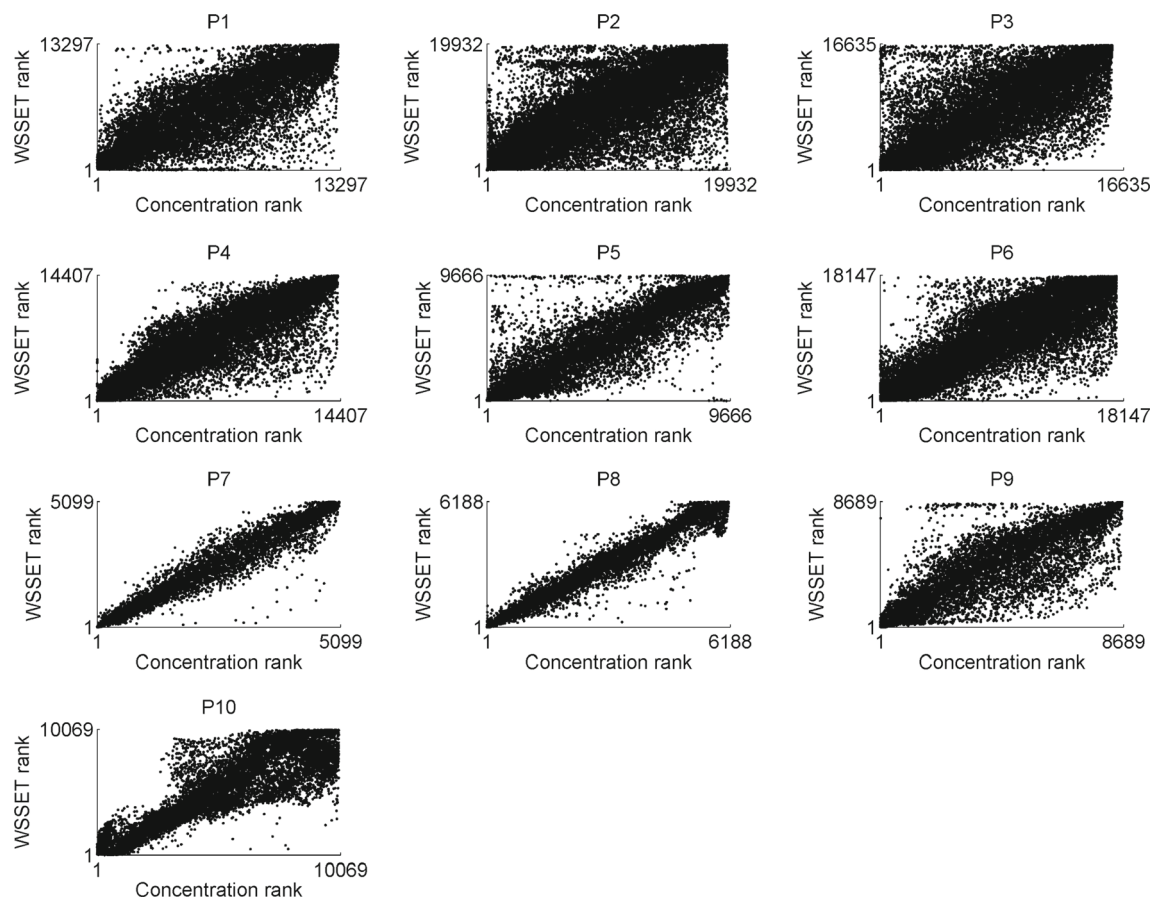 P1
13297
WSSET rank
1
1
13297
Concentration rank
P2
19932
WSSET rank
1
1
19932
Concentration rank
P3
16635
WSSET rank
1
1
16635
Concentration rank
P4
14407
WSSET rank
1
1
14407
Concentration rank
P5
9666
WSSET rank
1
1
9666
Concentration rank
P6
18147
WSSET rank
1
1
18147
Concentration rank
P7
5099
WSSET rank
1
1
5099
Concentration rank
P8
6188
WSSET rank
1
1
6188
Concentration rank
P9
8689
WSSET rank
1
1
8689
Concentration rank
P10
10069
WSSET rank
1
1
10069
Concentration rank